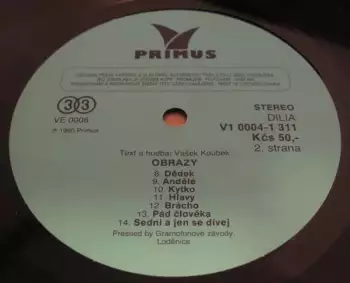 PRIMUS
33
STEREO
VE 0006
DILIA
℗ 1990 Primus
V1 0004-1 311
Kčs 50,-
2. strana
Text a hudba: Vašek Koubek
OBRAZY
8. Dědek
9. Andělé
10. Kytko
11. Hlavy
12. Brácho
13. Pád člověka
14. Sedni a jen se dívej
Pressed by Gramofonové závody,
Loděnice